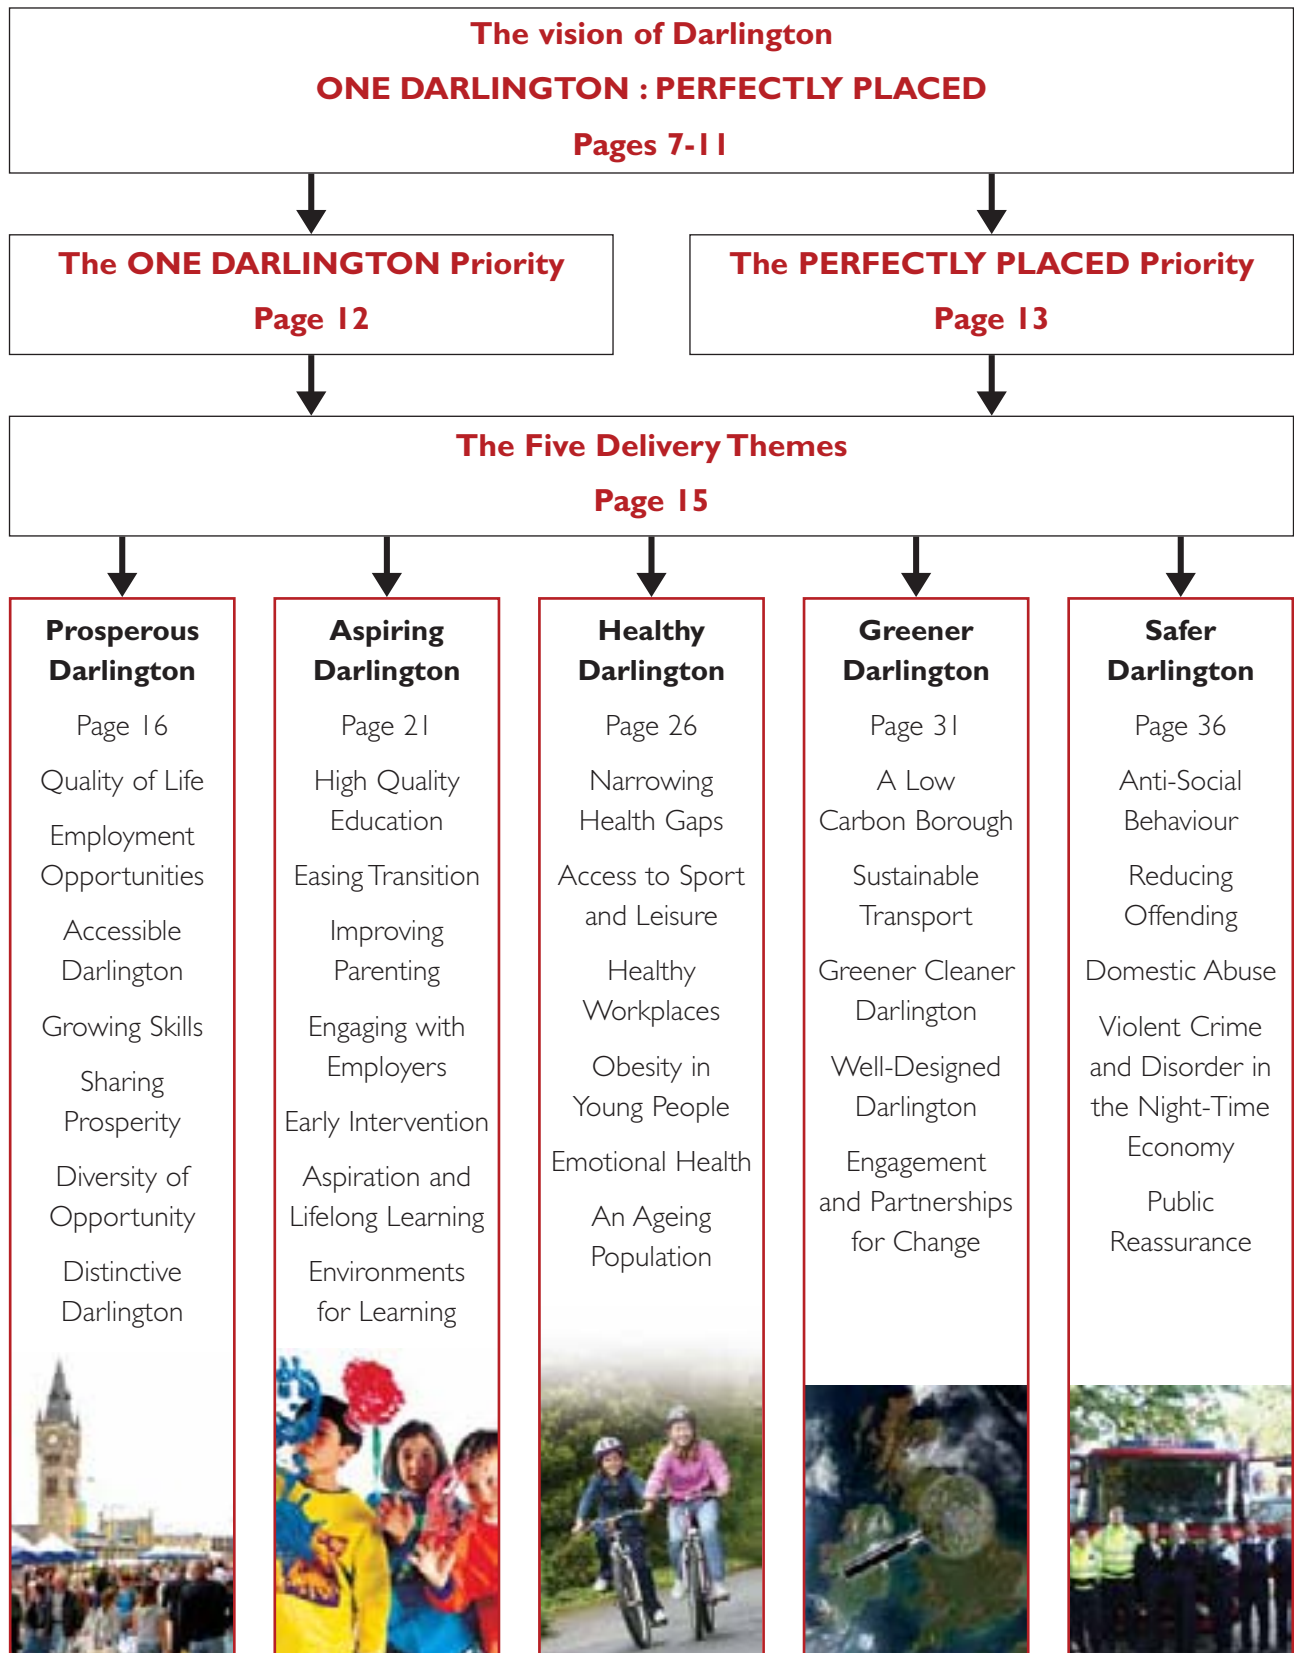 The vision of Darlington
ONE DARLINGTON : PERFECTLY PLACED
Pages 7-11
The ONE DARLINGTON Priority
Page 12
The PERFECTLY PLACED Priority
Page 13
The Five Delivery Themes
Page 15
Prosperous
Darlington
Page 16
Quality of Life
Employment
Opportunities
Accessible
Darlington
Growing Skills
Sharing
Prosperity
Diversity of
Opportunity
Distinctive
Darlington
Aspiring
Darlington
Page 21
High Quality
Education
Easing Transition
Improving
Parenting
Engaging with
Employers
Early Intervention
Aspiration and
Lifelong Learning
Environments
for Learning
Healthy
Darlington
Page 26
Narrowing
Health Gaps
Access to Sport
and Leisure
Healthy
Workplaces
Obesity in
Young People
Emotional Health
An Ageing
Population
Greener
Darlington
Page 31
A Low
Carbon Borough
Sustainable
Transport
Greener Cleaner
Darlington
Well-Designed
Darlington
Engagement
and Partnerships
for Change
Safer
Darlington
Page 36
Anti-Social
Behaviour
Reducing
Offending
Domestic Abuse
Violent Crime
and Disorder in
the Night-Time
Economy
Public
Reassurance